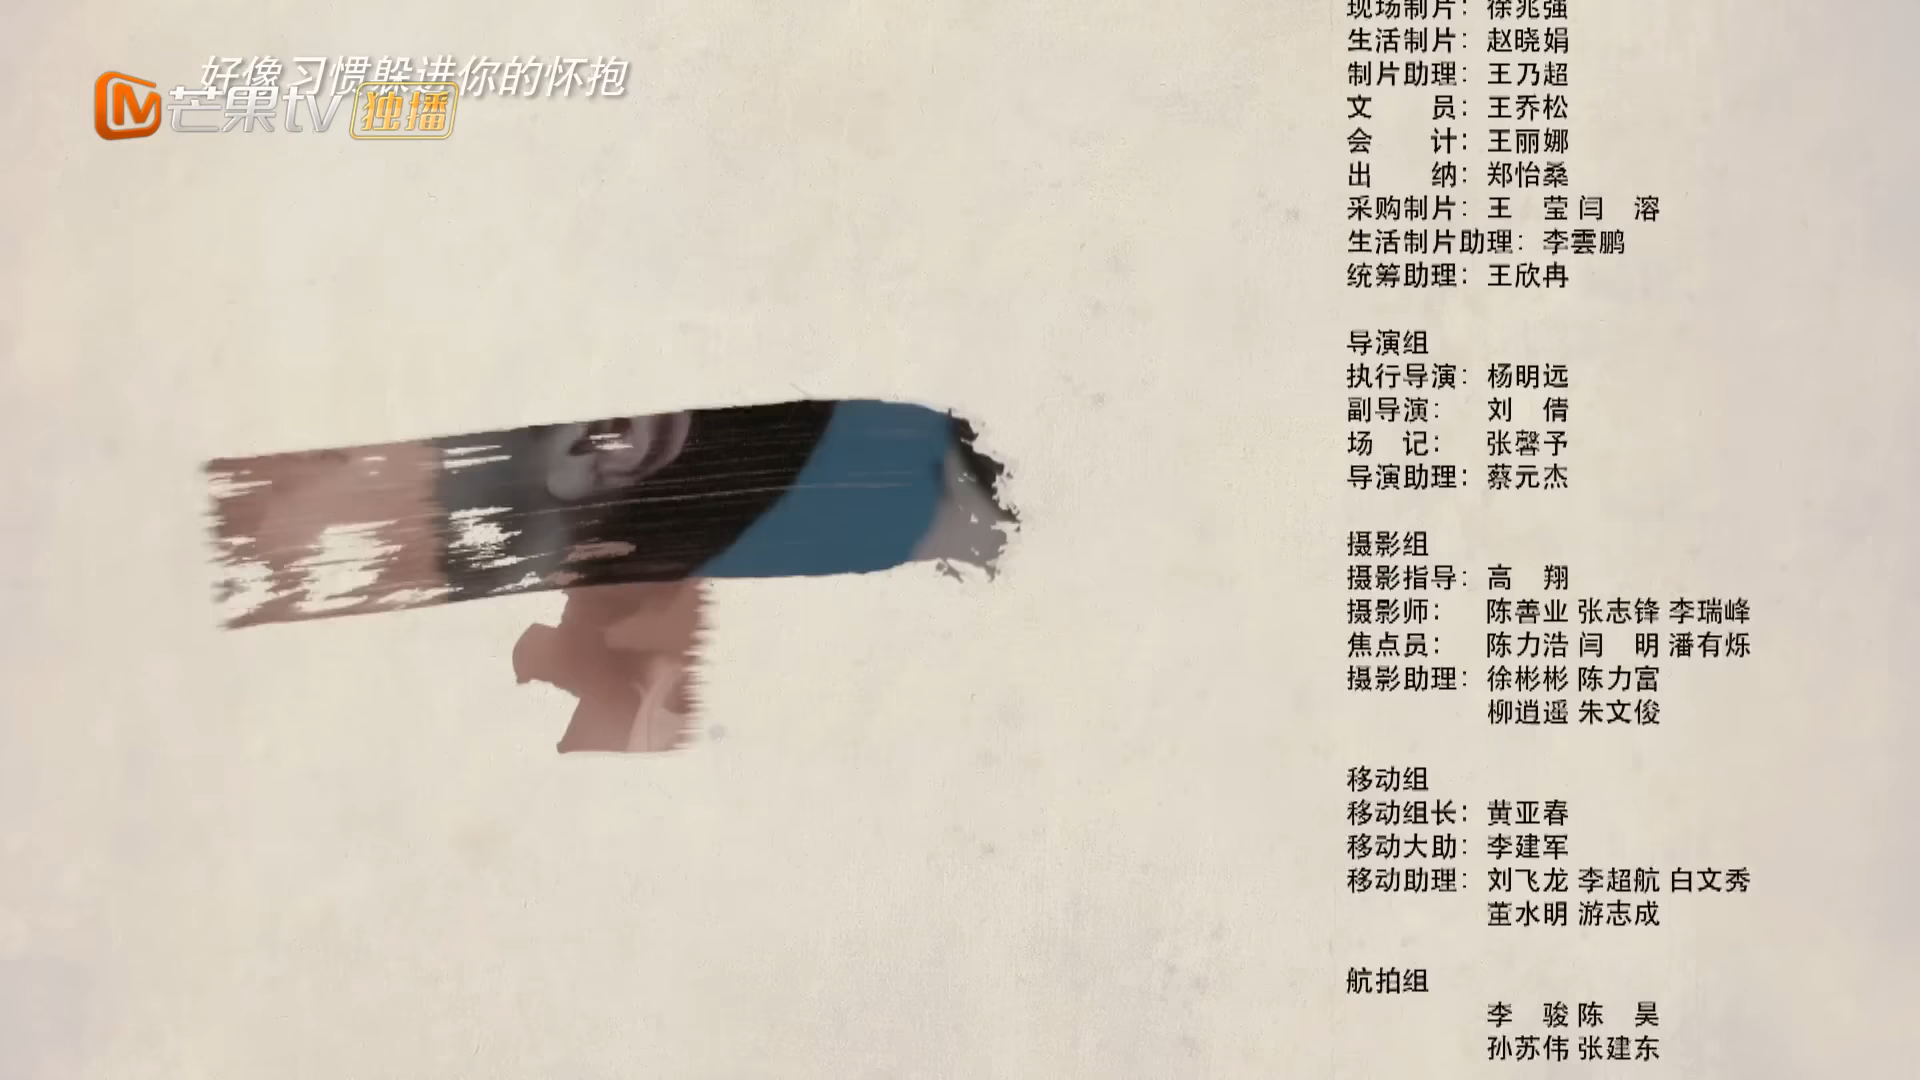 好像习惯躲进你的怀抱
芒果tv 独播
现场制片：徐兆强
生活制片：赵晓娟
制片助理：王乃超
文　　员：王乔松
会　　计：王丽娜
出　　纳：郑怡桑
采购制片：王　莹 闫　溶
生活制片助理：李雲鹏
统筹助理：王欣冉
导演组
执行导演：杨明远
副导演：　刘　倩
场　记：　张馨予
导演助理：蔡元杰
摄影组
摄影指导：高　翔
摄影师：　陈善业 张志锋 李瑞峰
焦点员：　陈力浩 闫　明 潘有烁
摄影助理：徐彬彬 陈力富
柳逍遥 朱文俊
移动组
移动组长：黄亚春
移动大助：李建军
移动助理：刘飞龙 李超航 白文秀
董水明 游志成
航拍组
李　骏 陈　昊
孙苏伟 张建东